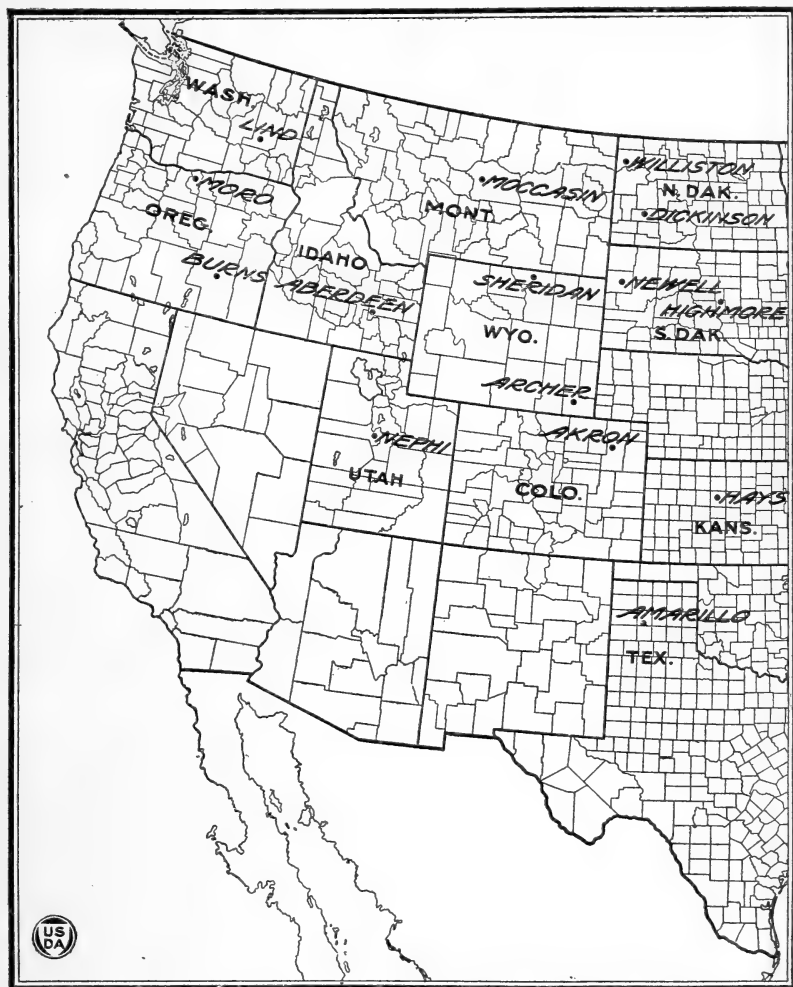 WASH.
LIND
MORO
OREG.
BURNS
IDAHO
ABERDEEN
MONT.
MOCCASIN
WILLISTON
N. DAK.
DICKINSON
SHERIDAN
WYO.
ARCHER
NEWELL
HIGHMORE
S. DAK.
NEPHI
UTAH
AKRON
COLO.
HAYS
KANS.
AMARILLO
TEX.
US
DA